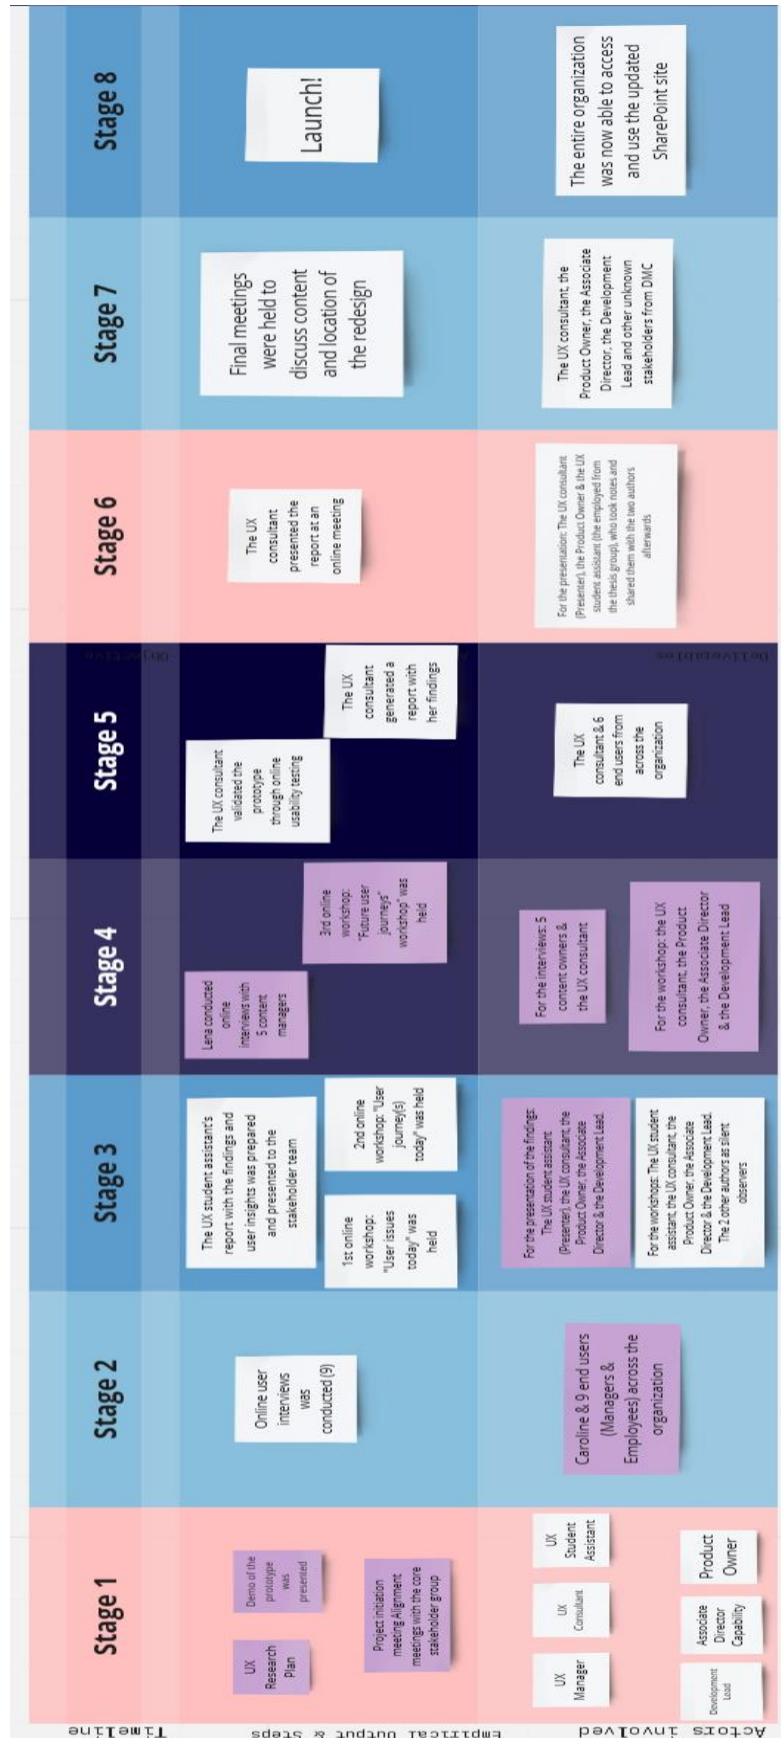 Timeline
Stage 1
Stage 2
Stage 3
Stage 4
Stage 5
Stage 6
Stage 7
Stage 8
Objective
Empirical Output & Steps
UX
Research
Plan
Demo of the
prototype
was
presented
Project initiation
meeting Alignment
meetings with the core
stakeholder group
Online user
interviews
was
conducted (9)
The UX student assistant's
report with the findings and
user insights was prepared
and presented to the
stakeholder team
1st online
workshop:
"User issues
today" was
held
2nd online
workshop: "User
journey(s)
today" was held
Lena conducted
online
interviews with
5 content
managers
3rd online
workshop:
"Future user
journeys"
workshop" was
held
The UX consultant
validated the
prototype
through online
usability testing
The UX
consultant
generated a
report with
her findings
The UX
consultant
presented the
report at an
online meeting
Final meetings
were held to
discuss content
and location of
the redesign
Launch!
Deliverables
Actors involved
UX
Manager
UX
Consultant
UX
Student
Assistant
Development
Lead
Associate
Director
Capability
Product
Owner
Caroline & 9 end users
(Managers &
Employees) across the
organization
For the presentation of the findings:
The UX student assistant
(Presenter), the UX consultant, the
Product Owner, the Associate
Director & the Development Lead.
For the workshops: The UX student
assistant, the UX consultant, the
Product Owner, the Associate
Director & the Development Lead.
The 2 other authors as silent
observers
For the interviews: 5
content owners &
the UX consultant
For the workshop: the UX
consultant, the Product
Owner, the Associate Director
& the Development Lead
The UX
consultant & 6
end users from
across the
organization
For the presentation: The UX consultant
(Presenter), the Product Owner & the UX
student assistant (the employed from
the thesis group), who took notes and
shared them with the two authors
afterwards
The UX consultant, the
Product Owner, the Associate
Director, the Development
Lead and other unknown
stakeholders from DMC
The entire organization
was now able to access
and use the updated
SharePoint site